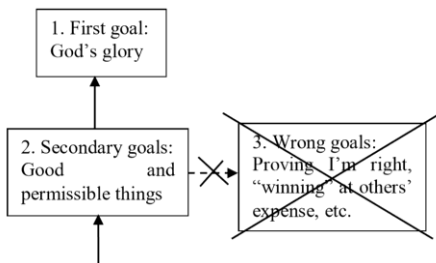 1. First goal:
God's glory
2. Secondary goals:
Good and
permissible things
3. Wrong goals:
Proving I'm right,
"winning" at others'
expense, etc.